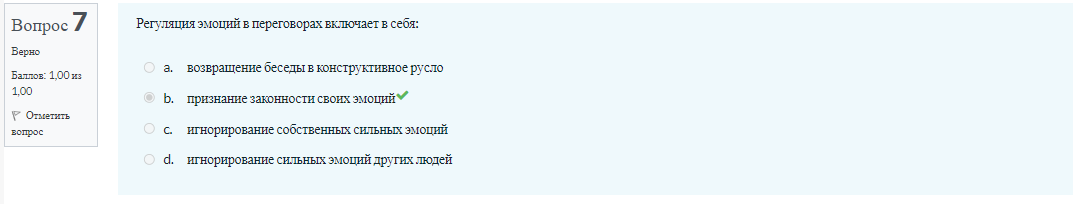 Вопрос 7
Верно
Баллов: 1,00 из
1,00
Отметить
вопрос
Регуляция эмоций в переговорах включает в себя:
a. возвращение беседы в конструктивное русло
b. признание законности своих эмоций
c. игнорирование собственных сильных эмоций
d. игнорирование сильных эмоций других людей